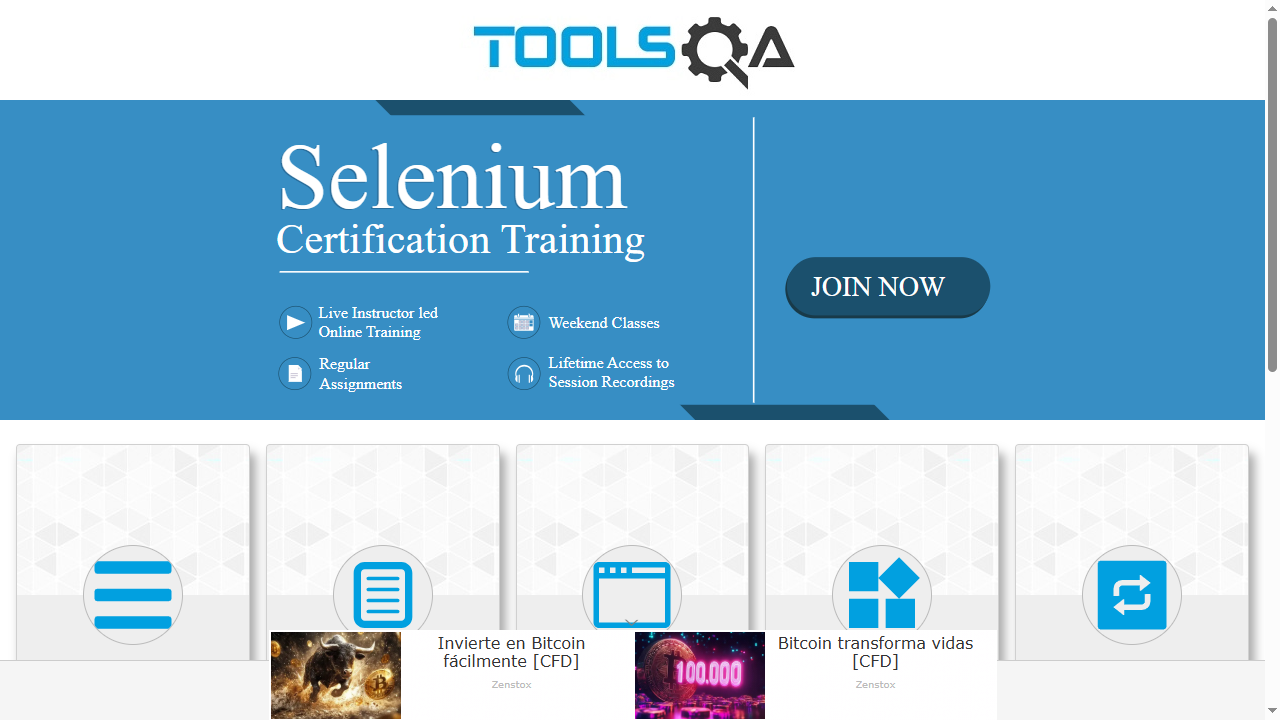 TOOLSQA
Selenium
Certification Training
JOIN NOW
Live Instructor led
Online Training
Weekend Classes
Regular
Assignments
Lifetime Access to
Session Recordings
Invierte en Bitcoin
fácilmente [CFD]
Zenstox
100.000
Bitcoin transforma vidas
[CFD]
Zenstox